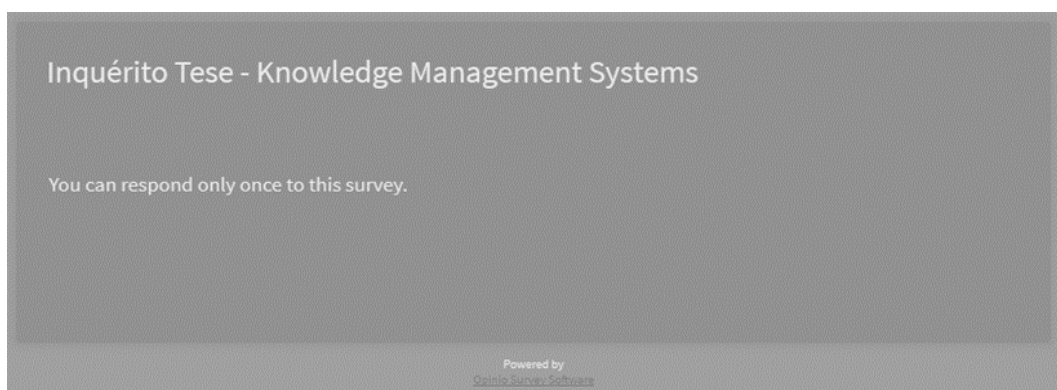 Inquérito Tese - Knowledge Management Systems
You can respond only once to this survey.
Powered by
Opinio Survey Software